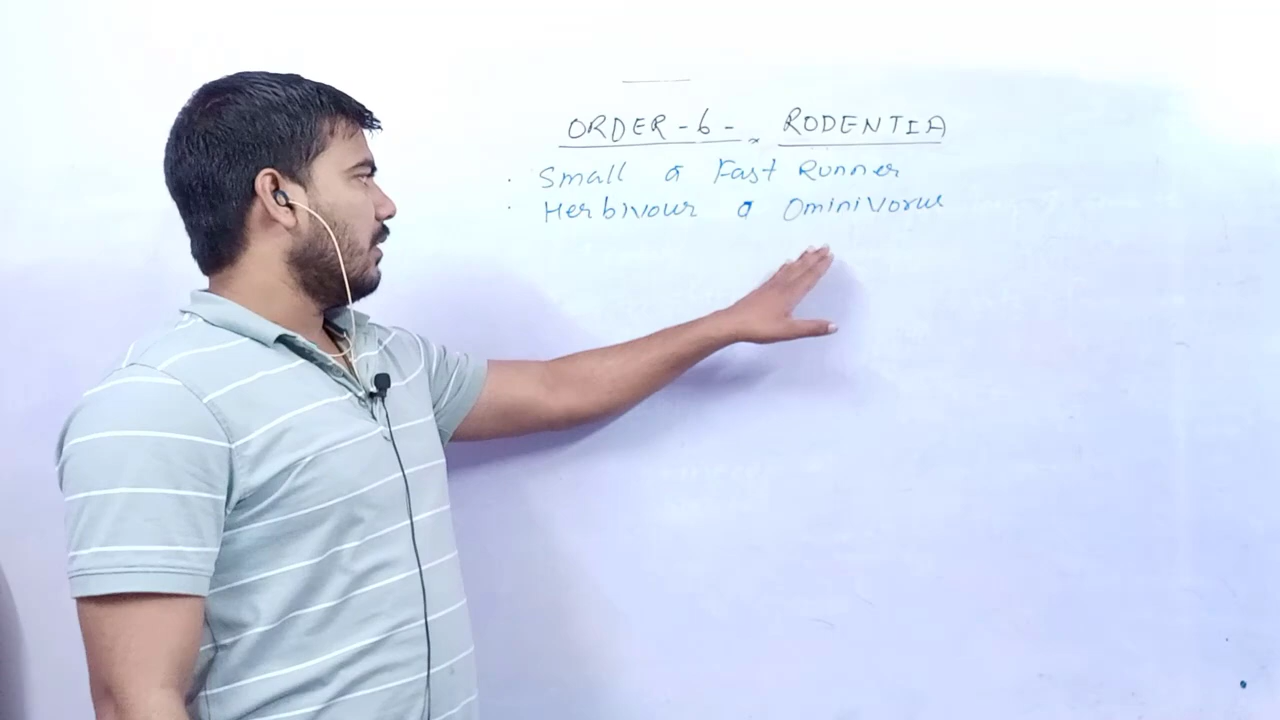 ORDER - 6 - RODENTIA
· Small & Fast Runner
· Herbivour & Ominivorus